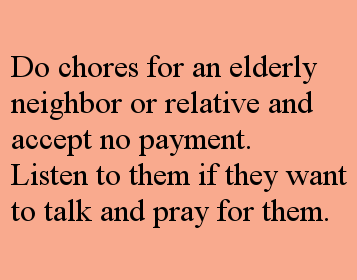 Do chores for an elderly
neighbor or relative and
accept no payment.
Listen to them if they want
to talk and pray for them.